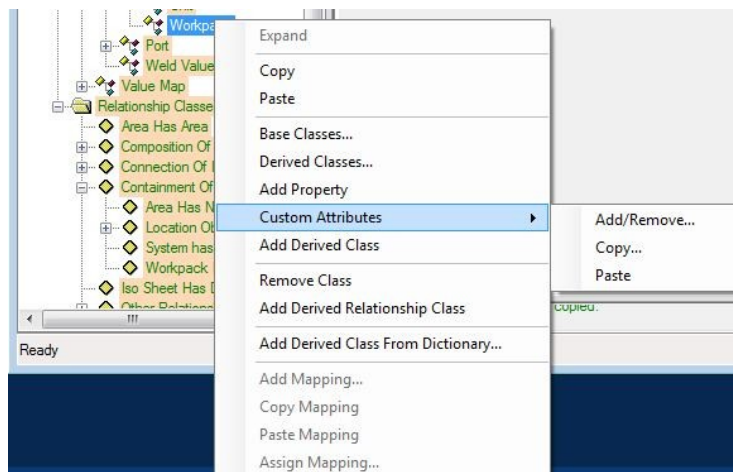 Workpa
Port
Weld Value
Value Map
Relationship Classe
Area Has Area
Composition Of
Connection Of
Containment Of
Area Has N
Location Ob
System has
Workpack
Iso Sheet Has
Ready
Expand
Copy
Paste
Base Classes...
Derived Classes...
Add Property
Custom Attributes
Add Derived Class
Remove Class
Add Derived Relationship Class
Add Derived Class From Dictionary...
Add Mapping...
Copy Mapping
Paste Mapping
Assign Mapping...
Add/Remove...
Copy...
Paste
copied.